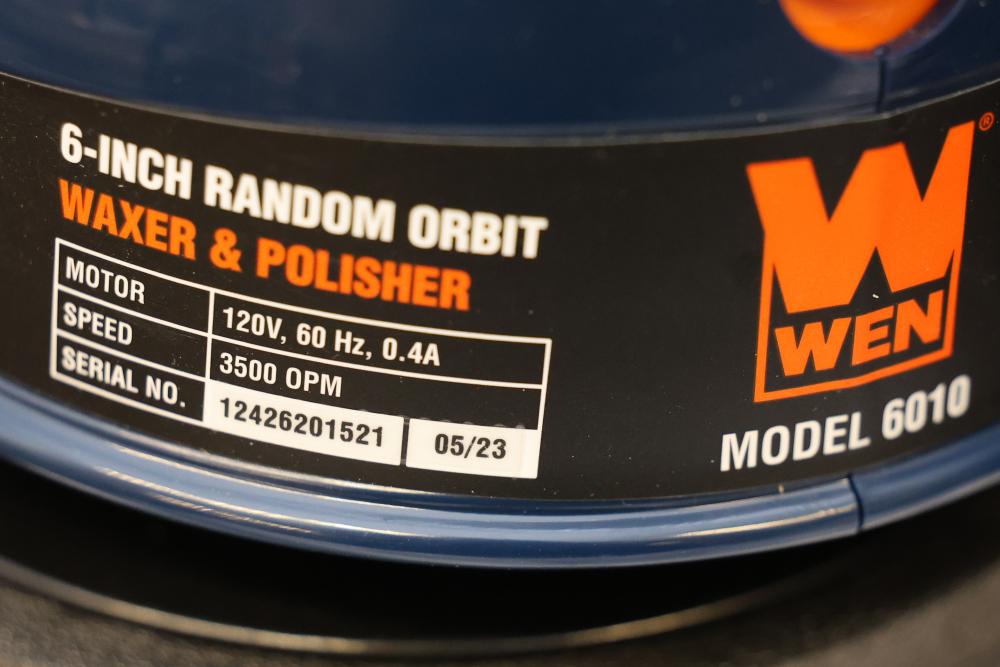 6-INCH RANDOM ORBIT
WAXER & POLISHER
MOTOR 120V, 60 Hz, 0.4A
SPEED 3500 OPM
SERIAL NO. 12426201521 05/23
W®
WEN
MODEL 6010